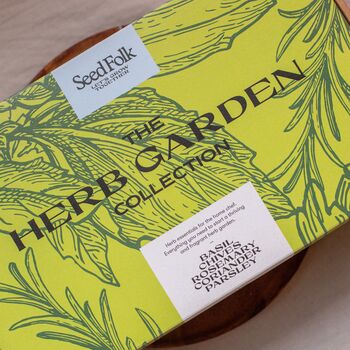 SeedFolk
LET'S GROW
TOGETHER
THE
HERB GARDEN
COLLECTION
Herb essentials for the home chef.
Everything you need to start a thriving
and fragrant herb garden.
BASIL
CHIVES
ROSEMARY
CORIANDER
PARSLEY